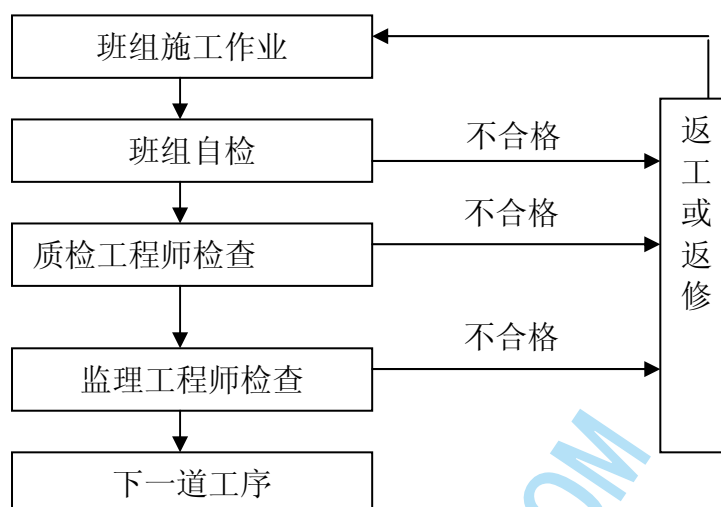 班组施工作业
班组自检
不合格
质检工程师检查
不合格
监理工程师检查
不合格
下一道工序
返
工
或
返
修
OM